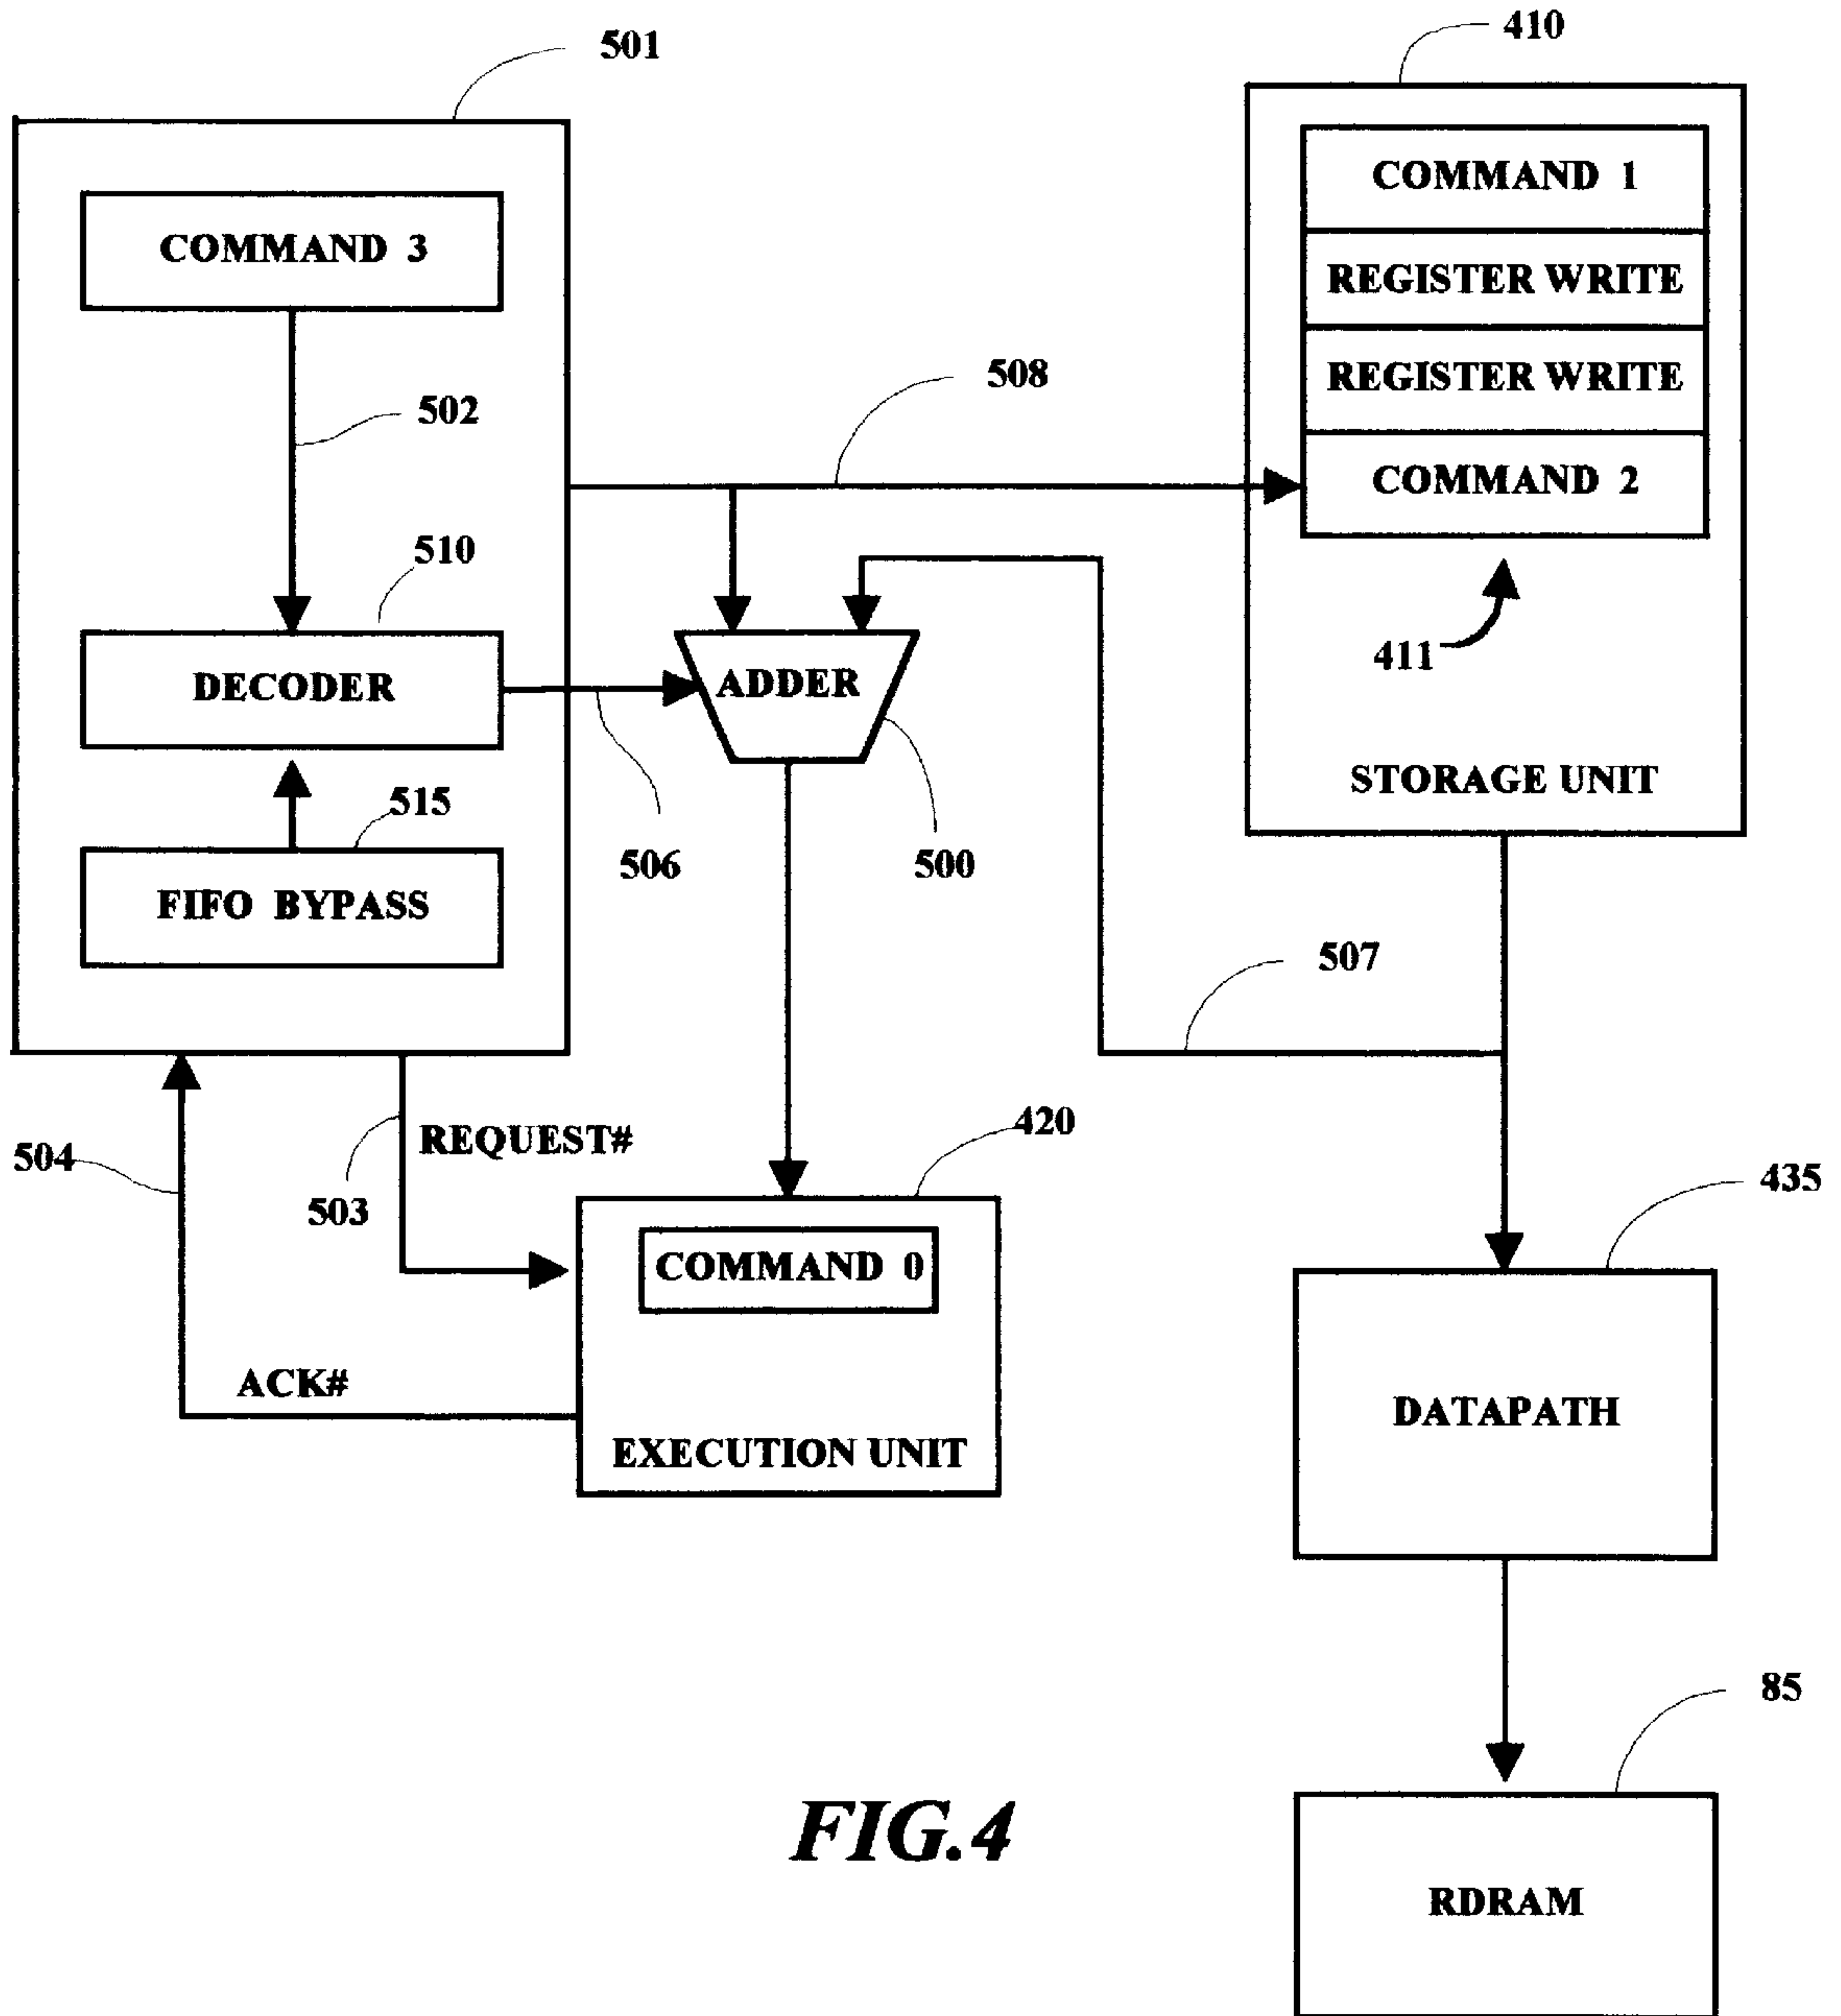 501
410
COMMAND 3
502
510
DECODER
515
FIFO BYPASS
508
506
ADDER
500
COMMAND 1
REGISTER WRITE
REGISTER WRITE
COMMAND 2
411
STORAGE UNIT
507
504
503
REQUEST#
ACK#
420
COMMAND 0
EXECUTION UNIT
435
DATAPATH
85
RDRAM
FIG.4